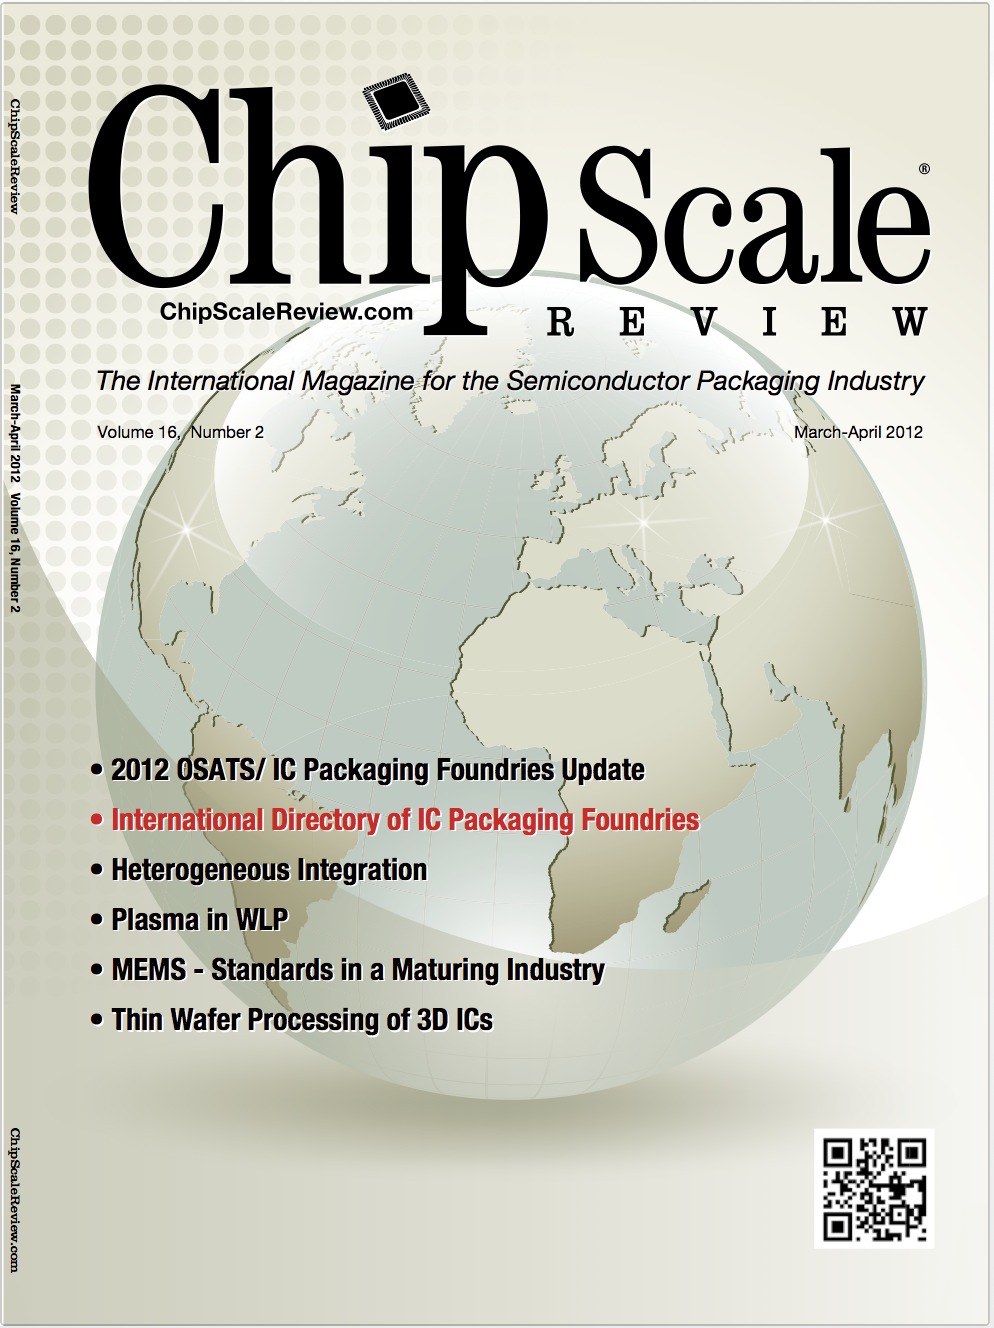 Chip Scale®
ChipScaleReview.com
REVIEW
The International Magazine for the Semiconductor Packaging Industry
Volume 16, Number 2
March-April 2012
• 2012 OSATS/ IC Packaging Foundries Update
• International Directory of IC Packaging Foundries
• Heterogeneous Integration
• Plasma in WLP
• MEMS - Standards in a Maturing Industry
• Thin Wafer Processing of 3D ICs
ChipScaleReview
March-April 2012 Volume 16, Number 2
ChipScaleReview.com